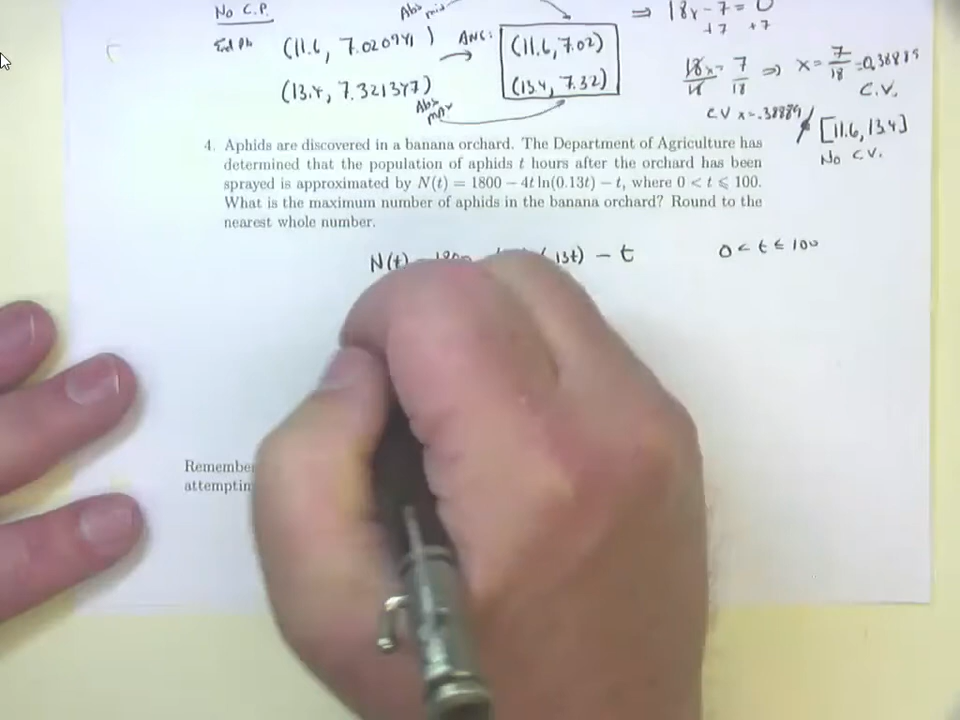 No C.P.
Abs min
⇒ 18x - 7 = 0
+7 +7
End Pts (11.6, 7.020941) → ANS: (11.6, 7.02)
(13.4, 7.321347) (13.4, 7.32)
Abs max
18x = 7 ⇒ x = 7/18 = 0.38889
18 18
C.V.
C.V x = .38889
[11.6, 13.4]
No C.V.
4. Aphids are discovered in a banana orchard. The Department of Agriculture has
determined that the population of aphids t hours after the orchard has been
sprayed is approximated by N(t) = 1800 − 4t ln(0.13t) − t, where 0 < t ⩽ 100.
What is the maximum number of aphids in the banana orchard? Round to the
nearest whole number.
N(t) 13t) − t 0 < t ≤ 100
Remember